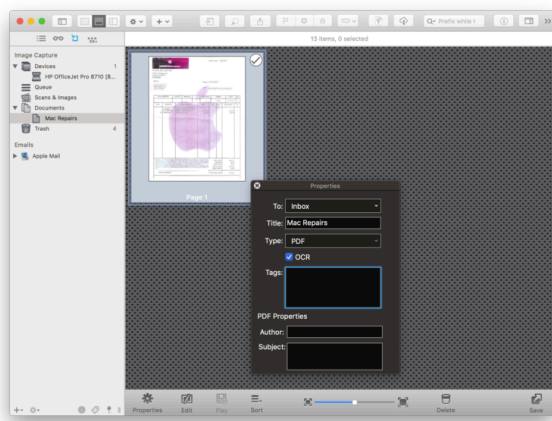 Prefix while t
13 items, 0 selected
Image Capture
Devices 1
HP OfficeJet Pro 8710 [8...
Queue
Scans & Images
Documents
Mac Repairs
Trash 4
Emails
Apple Mail
Page 1
Properties
To: Inbox
Title: Mac Repairs
Type: PDF
OCR
Tags:
PDF Properties
Author:
Subject:
Properties
Edit
Play
Sort
Delete
Save